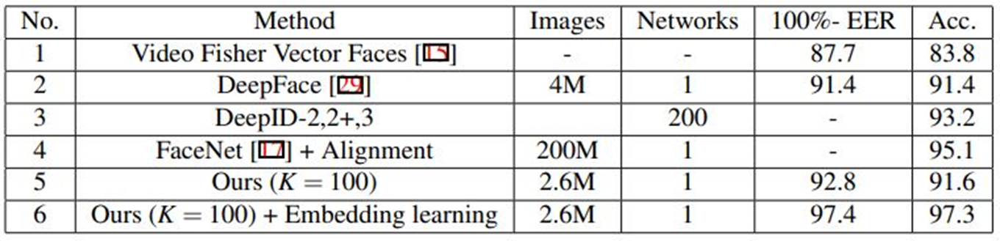 No. Method Images Networks 100%- EER Acc.
1 Video Fisher Vector Faces [15] - - 87.7 83.8
2 DeepFace [29] 4M 1 91.4 91.4
3 DeepID-2,2+,3 200 - 93.2
4 FaceNet [17] + Alignment 200M 1 - 95.1
5 Ours (K = 100) 2.6M 1 92.8 91.6
6 Ours (K = 100) + Embedding learning 2.6M 1 97.4 97.3